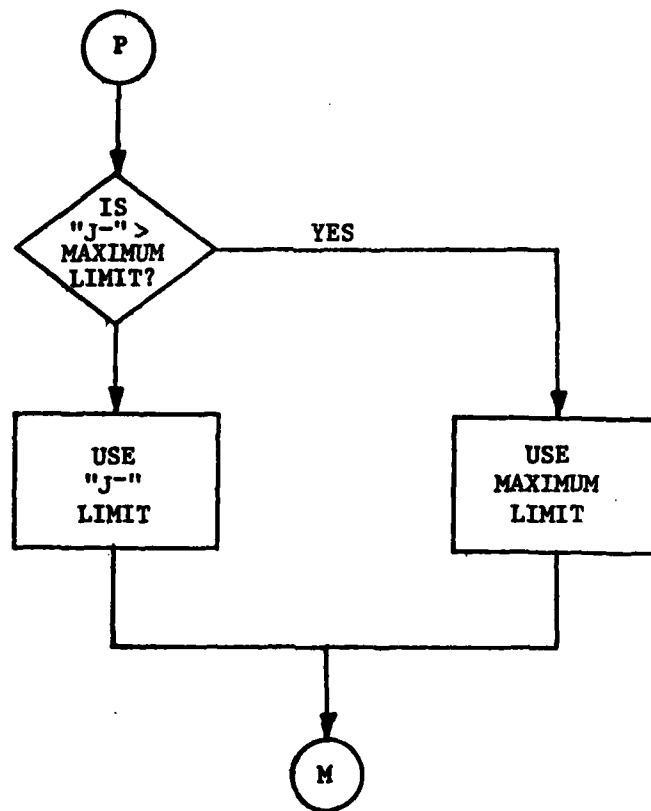 P
IS
"J-" >
MAXIMUM
LIMIT?
YES
USE
"J-"
LIMIT
USE
MAXIMUM
LIMIT
M